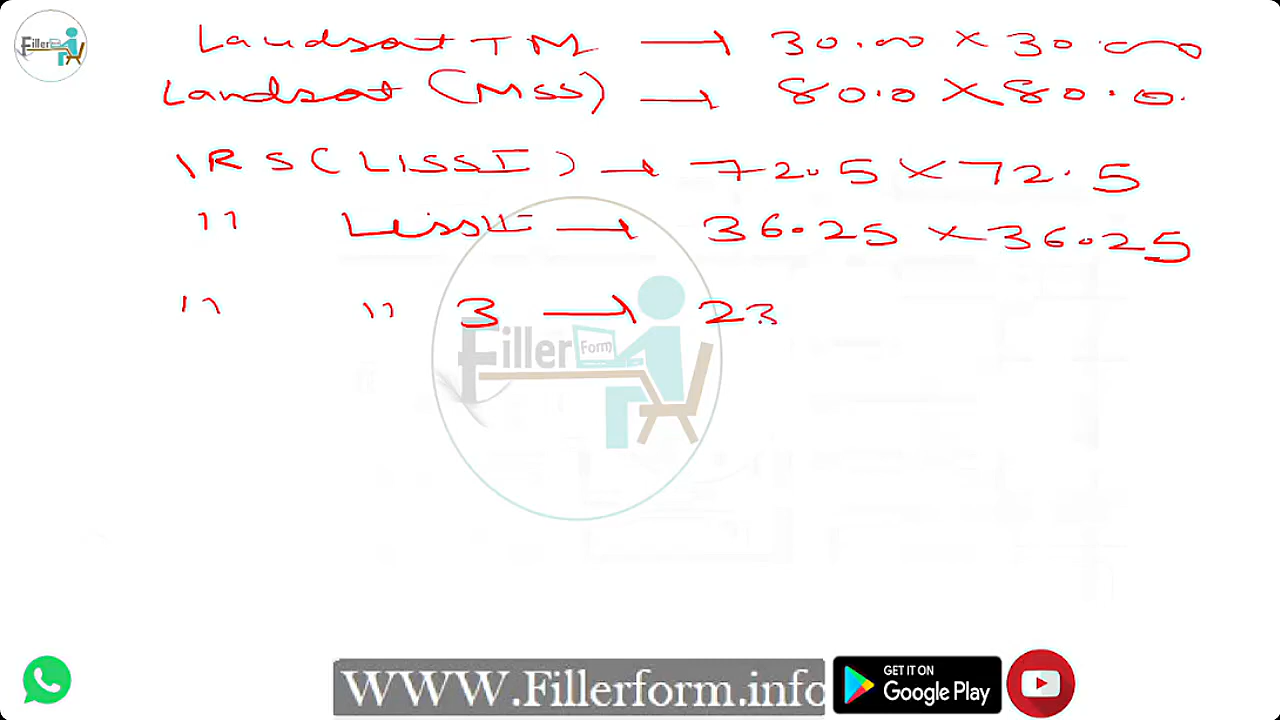 Landsat TM → 30.00 × 30.00
Landsat (MSS) → 80.0 × 80.0.
IRS (LISS I) → 72.5 × 72.5
" Liss II → 36.25 × 36.25
" " 3 → 23
Filler
Form
Filler
WWW.Fillerform.info
GET IT ON
Google Play